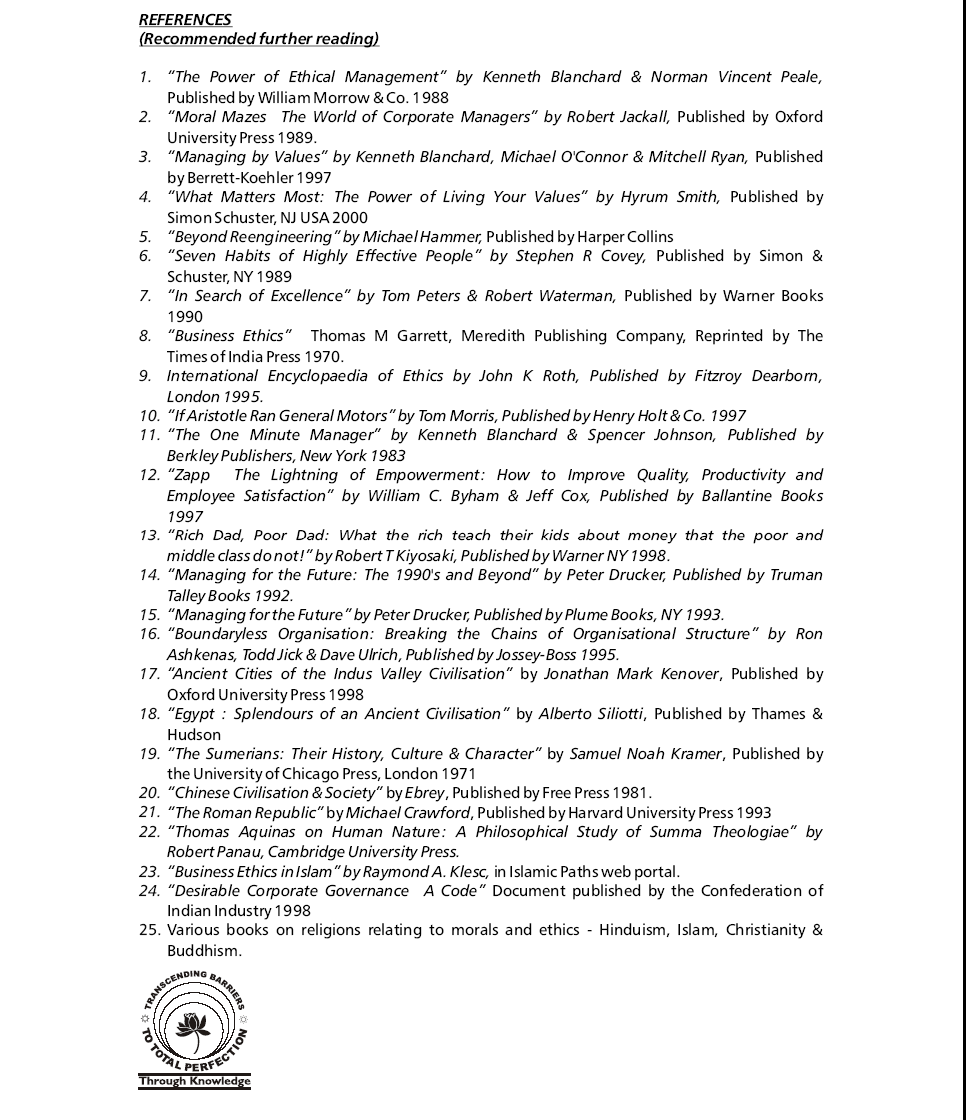 REFERENCES
(Recommended further reading)
1. "The Power of Ethical Management" by Kenneth Blanchard & Norman Vincent Peale,
Published by William Morrow & Co. 1988
2. "Moral Mazes The World of Corporate Managers" by Robert Jackall, Published by Oxford
University Press 1989.
3. "Managing by Values" by Kenneth Blanchard, Michael O'Connor & Mitchell Ryan, Published
by Berrett-Koehler 1997
4. "What Matters Most: The Power of Living Your Values" by Hyrum Smith, Published by
Simon Schuster, NJ USA 2000
5. "Beyond Reengineering" by Michael Hammer, Published by Harper Collins
6. "Seven Habits of Highly Effective People" by Stephen R Covey, Published by Simon &
Schuster, NY 1989
7. "In Search of Excellence" by Tom Peters & Robert Waterman, Published by Warner Books
1990
8. "Business Ethics" Thomas M Garrett, Meredith Publishing Company, Reprinted by The
Times of India Press 1970.
9. International Encyclopaedia of Ethics by John K Roth, Published by Fitzroy Dearborn,
London 1995.
10. "If Aristotle Ran General Motors" by Tom Morris, Published by Henry Holt & Co. 1997
11. "The One Minute Manager" by Kenneth Blanchard & Spencer Johnson, Published by
Berkley Publishers, New York 1983
12. "Zapp The Lightning of Empowerment: How to Improve Quality, Productivity and
Employee Satisfaction" by William C. Byham & Jeff Cox, Published by Ballantine Books
1997
13. "Rich Dad, Poor Dad: What the rich teach their kids about money that the poor and
middle class do not!" by Robert T Kiyosaki, Published by Warner NY 1998.
14. "Managing for the Future: The 1990's and Beyond" by Peter Drucker, Published by Truman
Talley Books 1992.
15. "Managing for the Future" by Peter Drucker, Published by Plume Books, NY 1993.
16. "Boundaryless Organisation: Breaking the Chains of Organisational Structure" by Ron
Ashkenas, Todd Jick & Dave Ulrich, Published by Jossey-Boss 1995.
17. "Ancient Cities of the Indus Valley Civilisation" by Jonathan Mark Kenover, Published by
Oxford University Press 1998
18. "Egypt : Splendours of an Ancient Civilisation" by Alberto Siliotti, Published by Thames &
Hudson
19. "The Sumerians: Their History, Culture & Character" by Samuel Noah Kramer, Published by
the University of Chicago Press, London 1971
20. "Chinese Civilisation & Society" by Ebrey, Published by Free Press 1981.
21. "The Roman Republic" by Michael Crawford, Published by Harvard University Press 1993
22. "Thomas Aquinas on Human Nature: A Philosophical Study of Summa Theologiae" by
Robert Panau, Cambridge University Press.
23. "Business Ethics in Islam" by Raymond A. Klesc, in Islamic Paths web portal.
24. "Desirable Corporate Governance A Code" Document published by the Confederation of
Indian Industry 1998
25. Various books on religions relating to morals and ethics - Hinduism, Islam, Christianity &
Buddhism.
TRANSCENDING BARRIERS
TO TOTAL PERFECTION
Through Knowledge